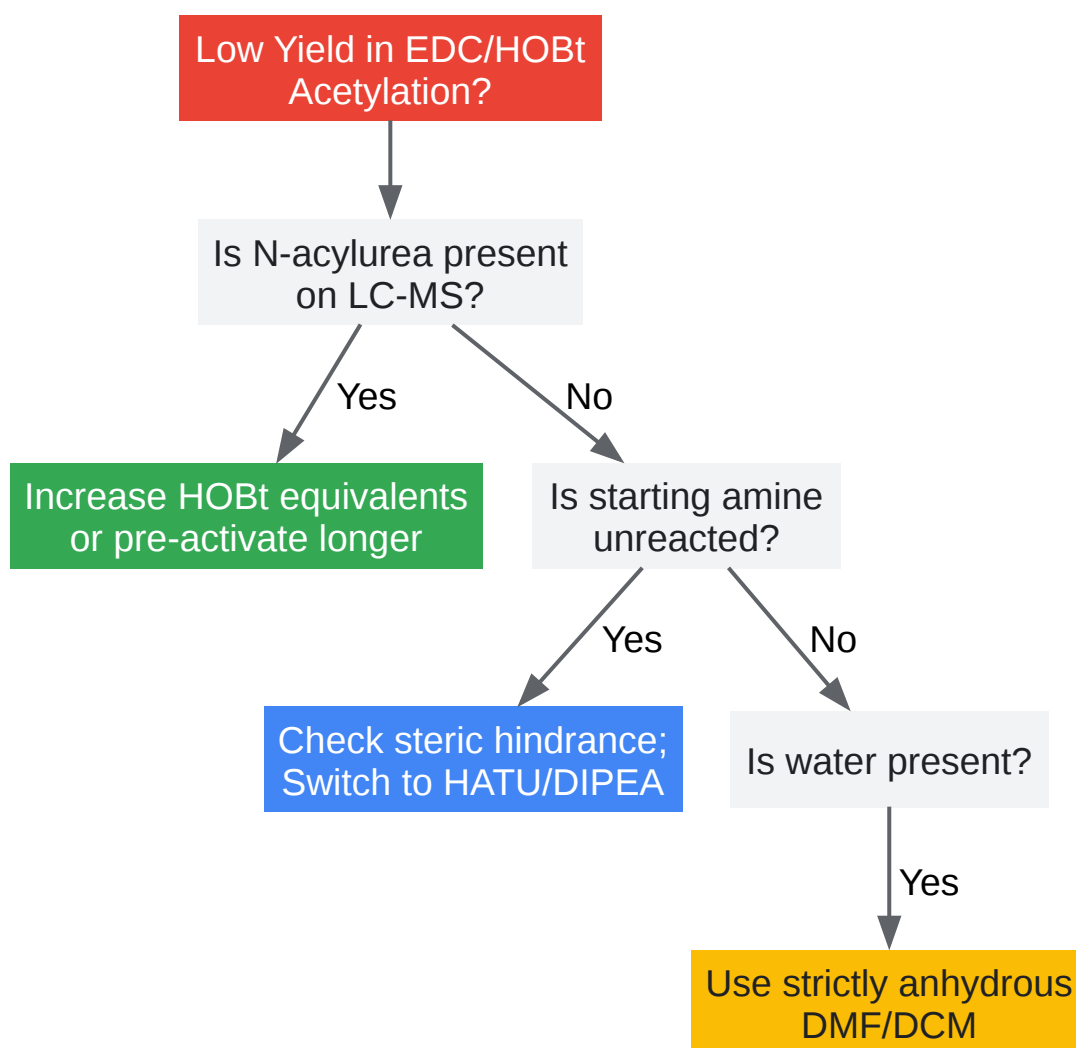 Low Yield in EDC/HOBt
Acetylation?
Is N-acylurea present
on LC-MS?
Yes
No
Increase HOBt equivalents
or pre-activate longer
Is starting amine
unreacted?
Yes
No
Check steric hindrance;
Switch to HATU/DIPEA
Is water present?
Yes
Use strictly anhydrous
DMF/DCM